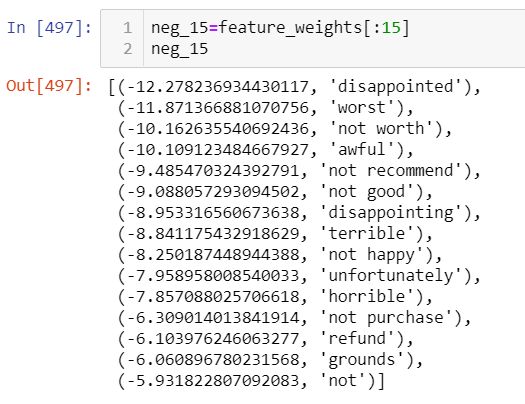 In [497]: 1 neg_15=feature_weights[:15]
2 neg_15
Out[497]: [(-12.278236934430117, 'disappointed'),
(-11.871366881070756, 'worst'),
(-10.162635540692436, 'not worth'),
(-10.109123484667927, 'awful'),
(-9.485470324392791, 'not recommend'),
(-9.088057293094502, 'not good'),
(-8.953316560673638, 'disappointing'),
(-8.841175432918629, 'terrible'),
(-8.250187448944388, 'not happy'),
(-7.958958008540033, 'unfortunately'),
(-7.857088025706618, 'horrible'),
(-6.309014013841914, 'not purchase'),
(-6.103976246063277, 'refund'),
(-6.060896780231568, 'grounds'),
(-5.931822807092083, 'not')]